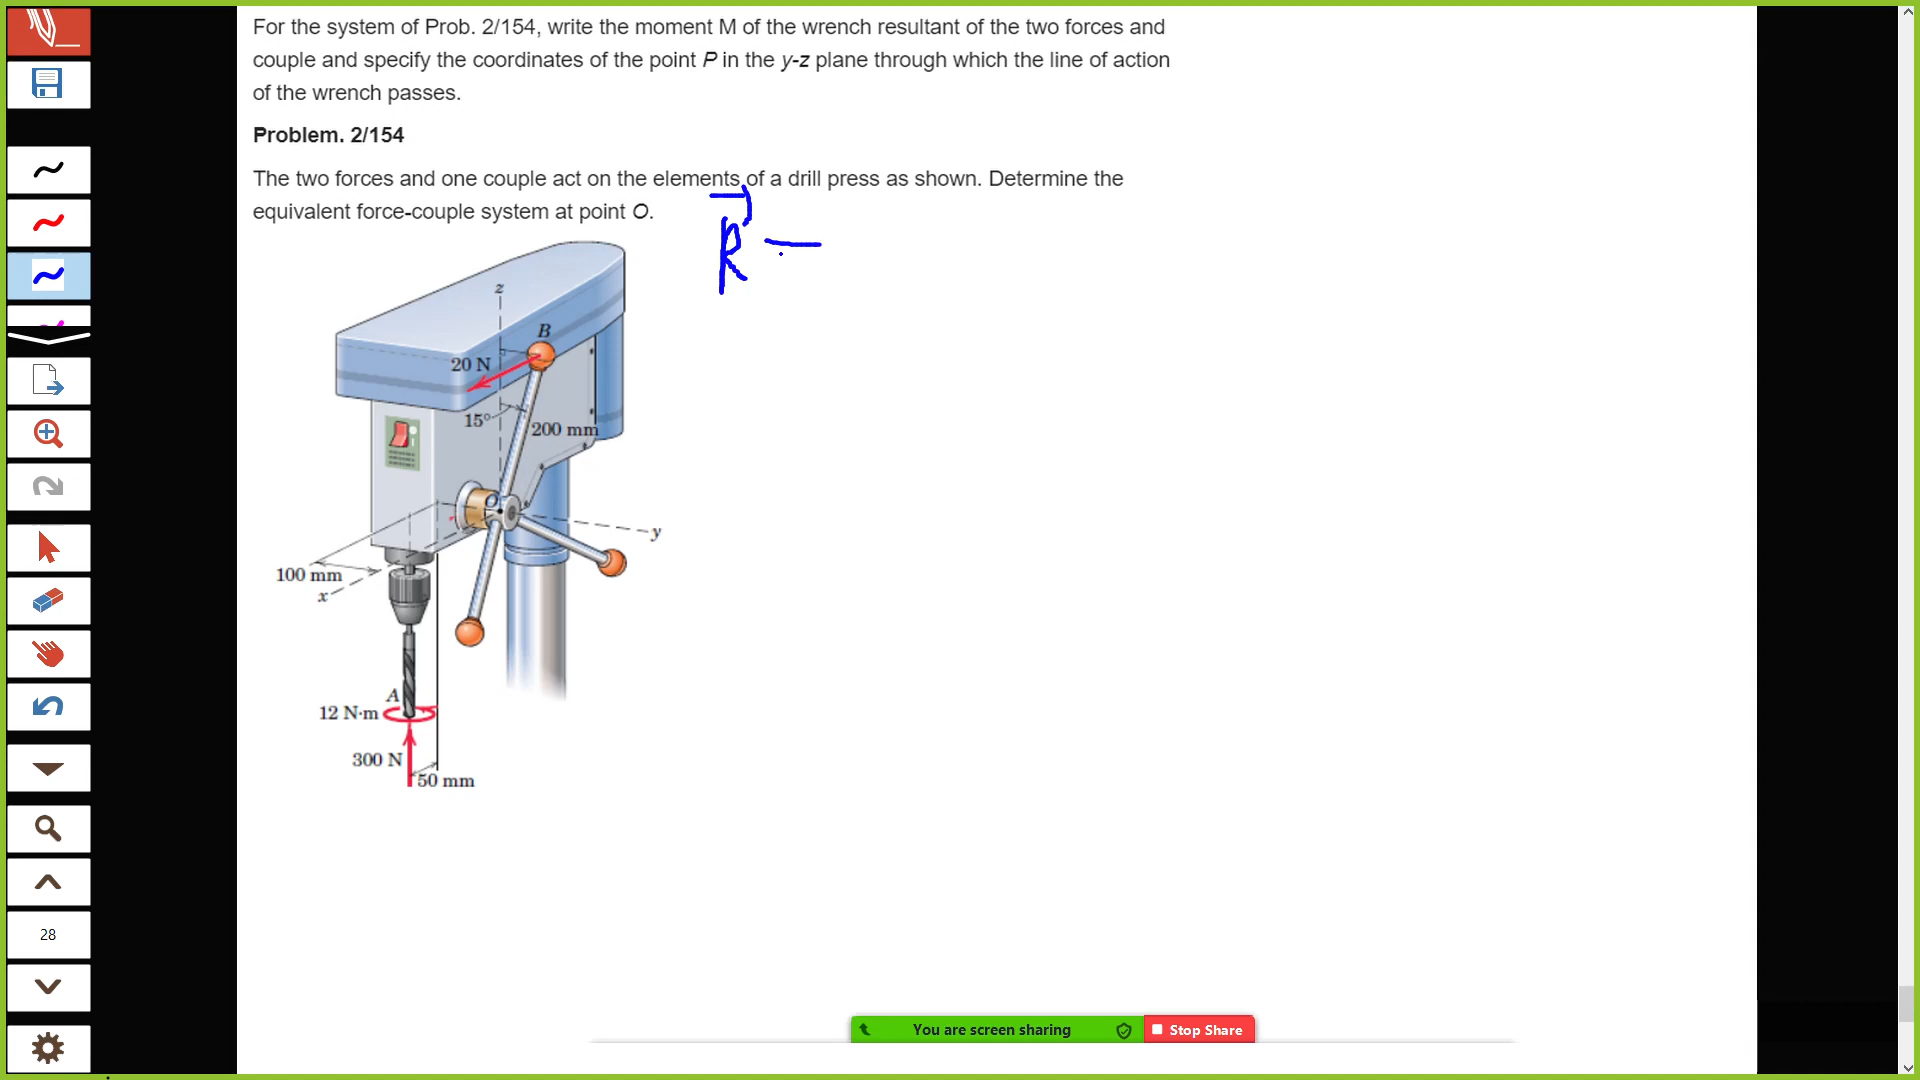 For the system of Prob. 2/154, write the moment M of the wrench resultant of the two forces and
couple and specify the coordinates of the point P in the y-z plane through which the line of action
of the wrench passes.
Problem. 2/154
The two forces and one couple act on the elements of a drill press as shown. Determine the
equivalent force-couple system at point O.
R
z
B
20 N
15°
200 mm
O
y
100 mm
x
A
12 N·m
300 N
50 mm
28
You are screen sharing
Stop Share